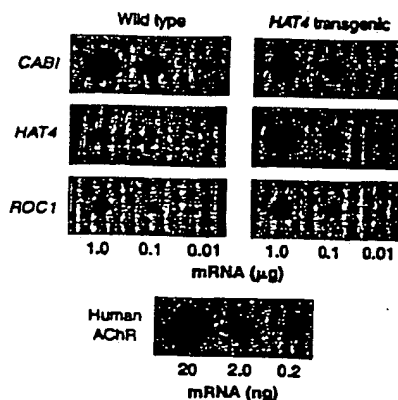 Wild type HAT4 transgenic
CAB1
HAT4
ROC1
1.0 0.1 0.01 1.0 0.1 0.01
mRNA (μg)
Human
AChR
20 2.0 0.2
mRNA (ng)